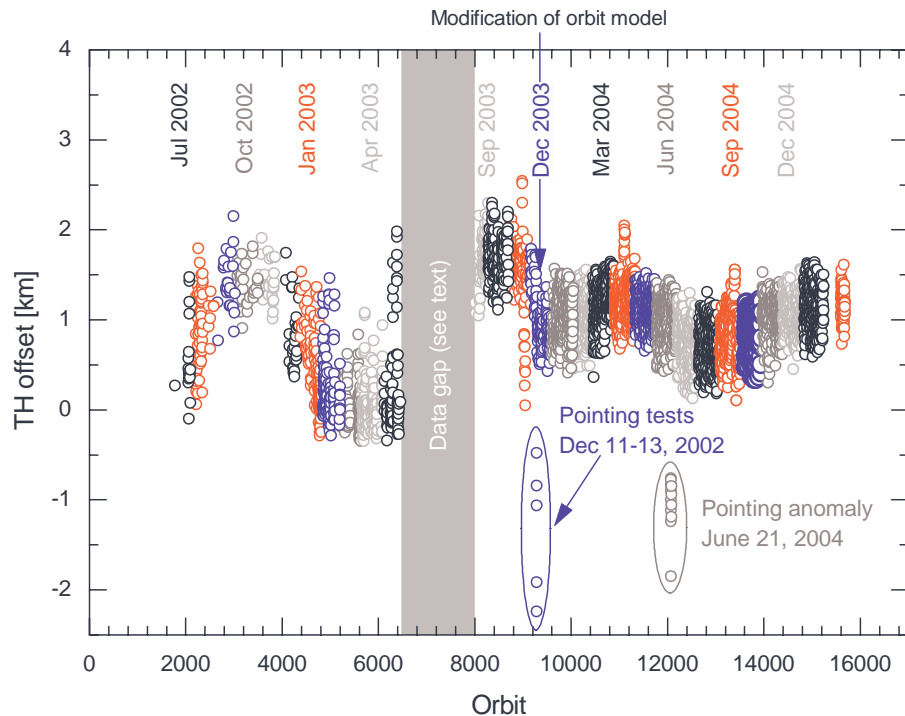 Modification of orbit model
4
3
2
1
0
-1
-2
TH offset [km]
Jul 2002
Oct 2002
Jan 2003
Apr 2003
Data gap (see text)
Sep 2003
Dec 2003
Mar 2004
Jun 2004
Sep 2004
Dec 2004
Pointing tests
Dec 11-13, 2002
Pointing anomaly
June 21, 2004
0 2000 4000 6000 8000 10000 12000 14000 16000
Orbit